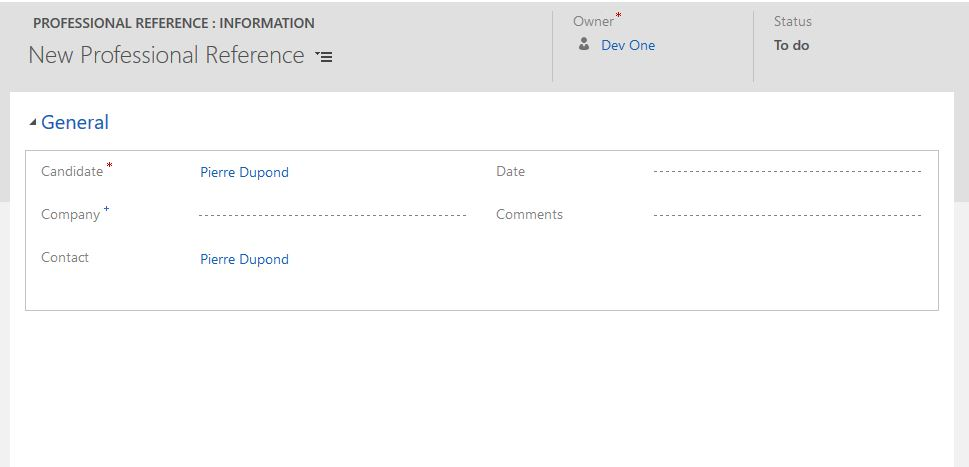 PROFESSIONAL REFERENCE : INFORMATION
New Professional Reference
Owner*
Dev One
Status
To do
General
Candidate* Pierre Dupond
Date
Company+
Comments
Contact Pierre Dupond